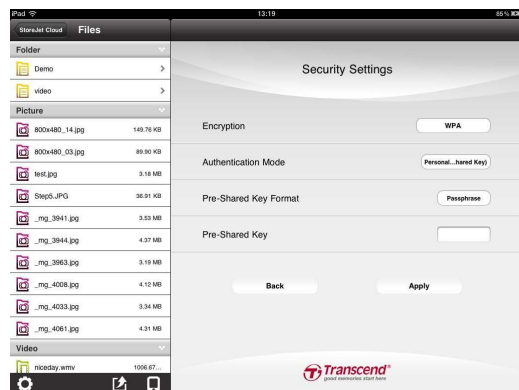 iPad 13:19 85%
StoreJet Cloud Files
Folder
Demo
video
Picture
800x480_14.jpg 149.76 KB
800x480_03.jpg 89.90 KB
test.jpg 3.18 MB
Step5.JPG 36.91 KB
_mg_3941.jpg 3.53 MB
_mg_3944.jpg 4.37 MB
_mg_3963.jpg 3.19 MB
_mg_4008.jpg 4.12 MB
_mg_4033.jpg 3.34 MB
_mg_4061.jpg 4.31 MB
Video
niceday.wmv 1006.67...
Security Settings
Encryption WPA
Authentication Mode Personal...hared Key)
Pre-Shared Key Format Passphrase
Pre-Shared Key
Back Apply
Transcend®
good memories start here